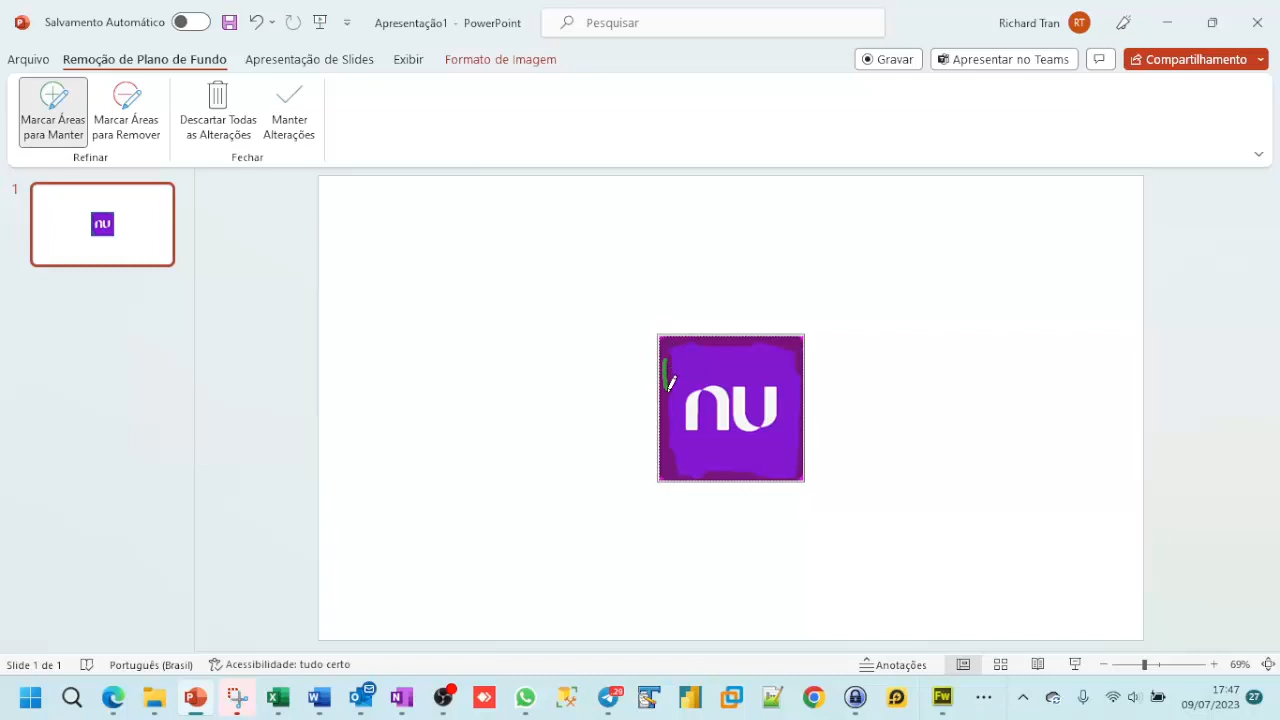 Salvamento Automático
Apresentação1 - PowerPoint
Pesquisar
Richard Tran
RT
Arquivo
Remoção de Plano de Fundo
Apresentação de Slides
Exibir
Formato de Imagem
Gravar
Apresentar no Teams
Compartilhamento
Marcar Áreas
para Manter
Marcar Áreas
para Remover
Descartar Todas
as Alterações
Manter
Alterações
Refinar
Fechar
1
nu
nu
Slide 1 de 1
Português (Brasil)
Acessibilidade: tudo certo
Anotações
69%
29
Fw
17:47
09/07/2023
27